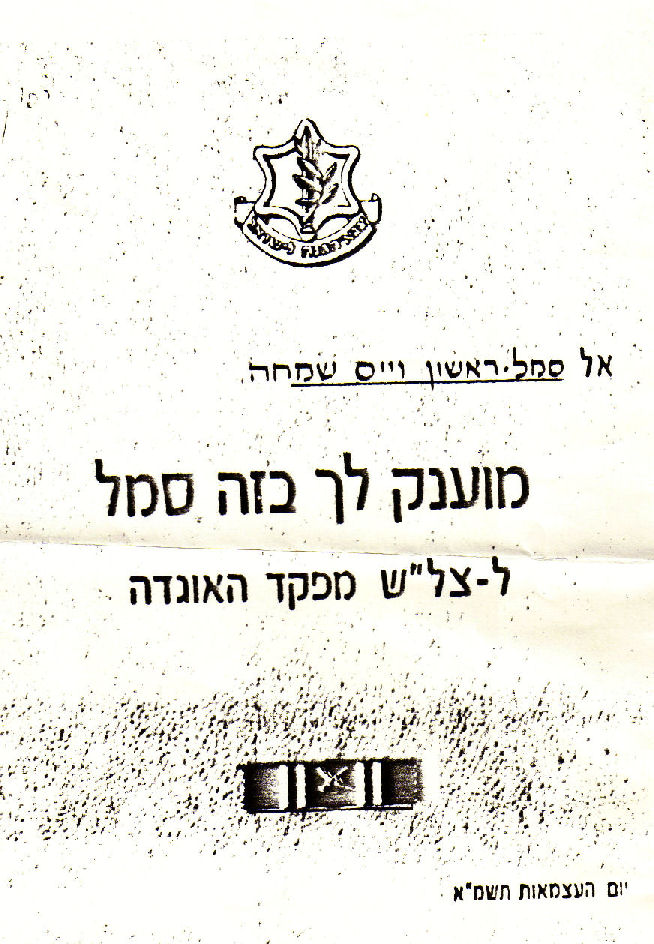 אל סמל-ראשון וייס שמחה
מוענק לך בזה סמל
ל-צל"ש מפקד האוגדה
יום העצמאות תשמ"א